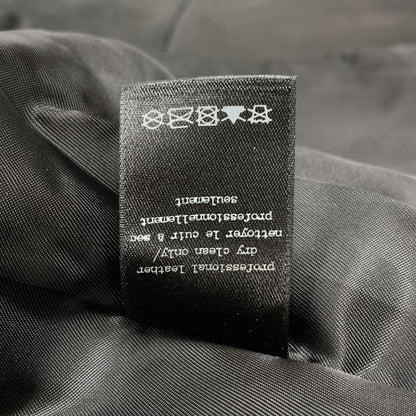 professional leather
dry clean only/
nettoyer le cuir à sec
professionnellement
seulement